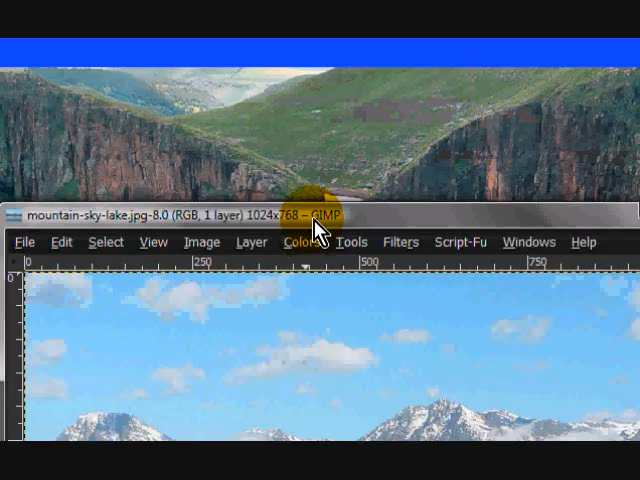 mountain-sky-lake.jpg-8.0 (RGB, 1 layer) 1024x768 – GIMP
File Edit Select View Image Layer Colors Tools Filters Script-Fu Windows Help
0 250 500 750
0